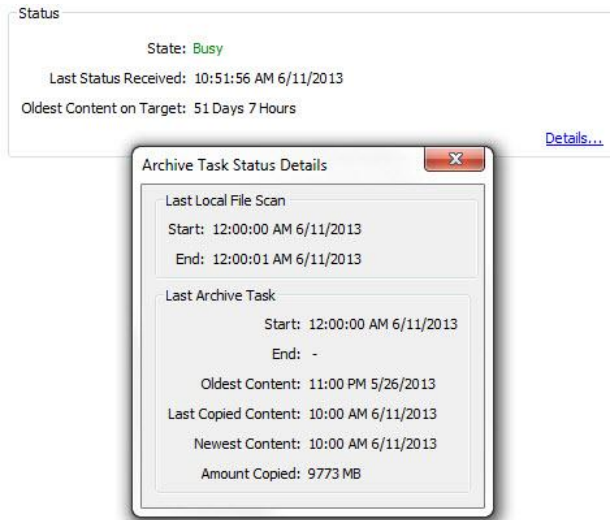 Status
State: Busy
Last Status Received: 10:51:56 AM 6/11/2013
Oldest Content on Target: 51 Days 7 Hours
Details...
Archive Task Status Details
Last Local File Scan
Start: 12:00:00 AM 6/11/2013
End: 12:00:01 AM 6/11/2013
Last Archive Task
Start: 12:00:00 AM 6/11/2013
End: -
Oldest Content: 11:00 PM 5/26/2013
Last Copied Content: 10:00 AM 6/11/2013
Newest Content: 10:00 AM 6/11/2013
Amount Copied: 9773 MB